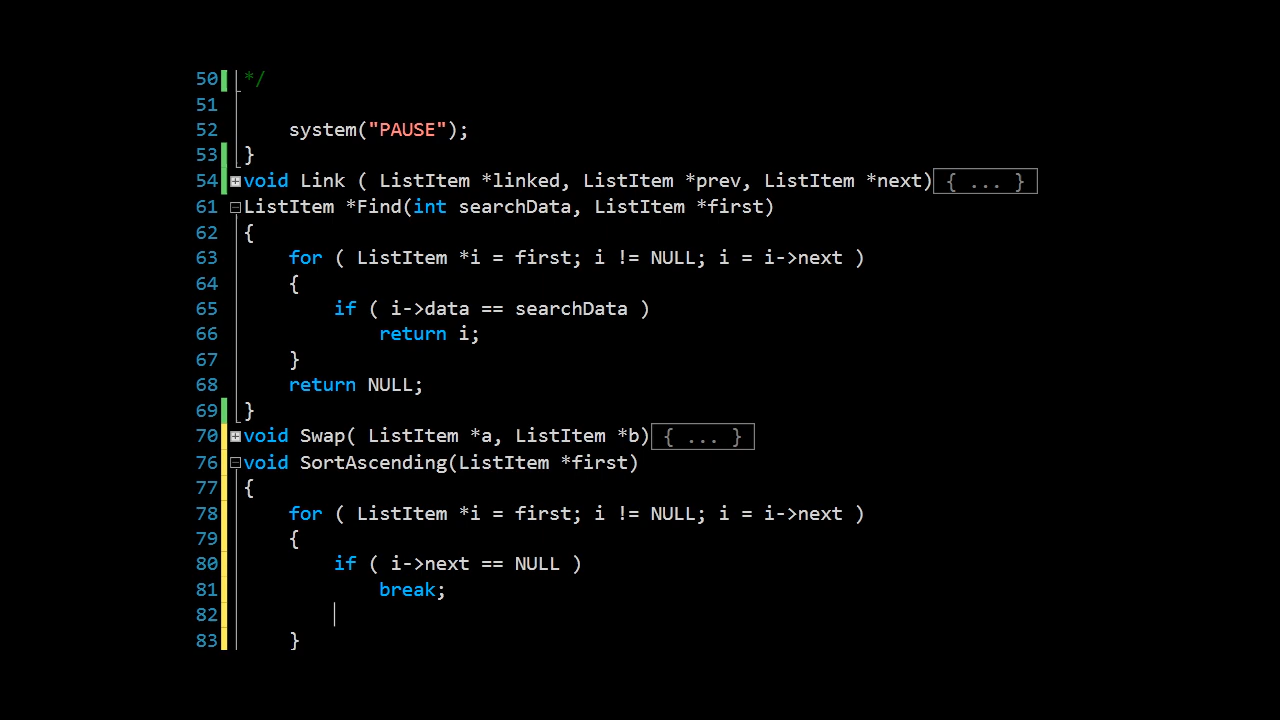 50 */
51
52 system("PAUSE");
53 }
54 void Link ( ListItem *linked, ListItem *prev, ListItem *next) { ... }
61 ListItem *Find(int searchData, ListItem *first)
62 {
63 for ( ListItem *i = first; i != NULL; i = i->next )
64 {
65 if ( i->data == searchData )
66 return i;
67 }
68 return NULL;
69 }
70 void Swap( ListItem *a, ListItem *b) { ... }
76 void SortAscending(ListItem *first)
77 {
78 for ( ListItem *i = first; i != NULL; i = i->next )
79 {
80 if ( i->next == NULL )
81 break;
82
83 }